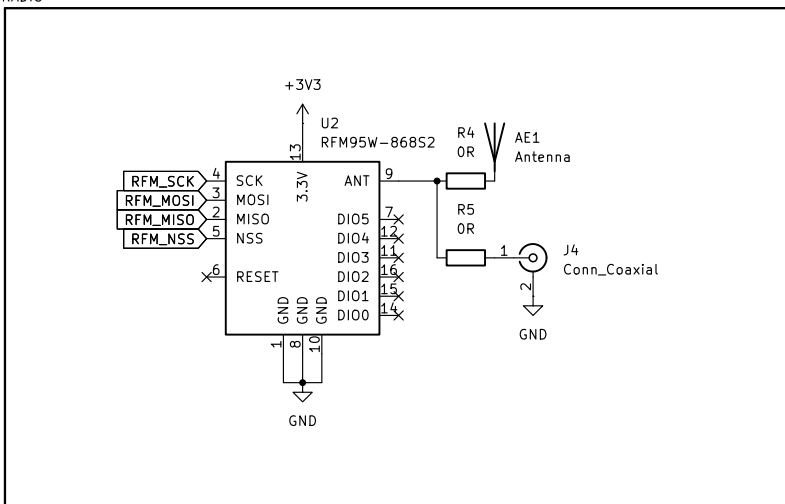 +3V3
U2
RFM95W-868S2
13
3.3V
RFM_SCK 4 SCK
RFM_MOSI 3 MOSI
RFM_MISO 2 MISO
RFM_NSS 5 NSS
6 RESET
ANT 9
DIO5 7
DIO4 12
DIO3 11
DIO2 16
DIO1 15
DIO0 14
GND GND GND
1 8 10
GND
R4
0R
AE1
Antenna
R5
0R
1
J4
Conn_Coaxial
2
GND